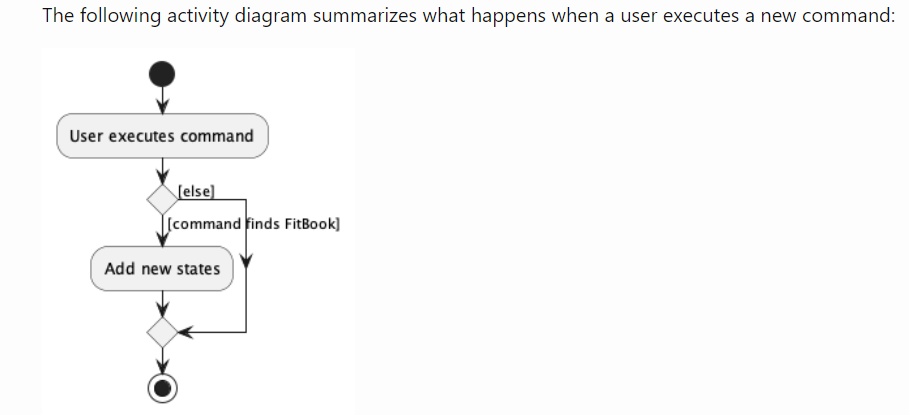 The following activity diagram summarizes what happens when a user executes a new command:
User executes command
[else]
[command finds FitBook]
Add new states